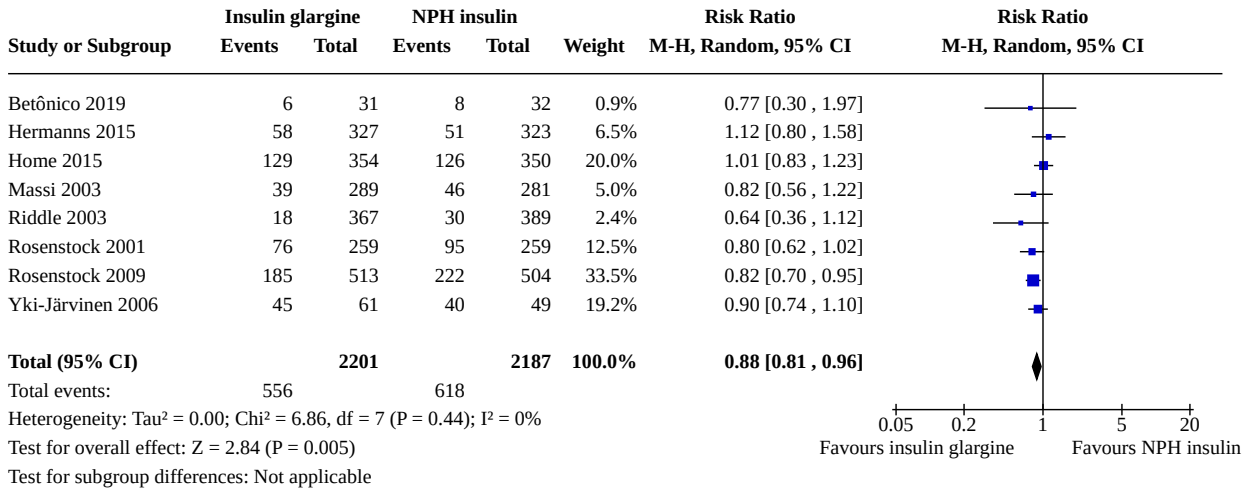 Insulin glargine NPH insulin Risk Ratio Risk Ratio
Study or Subgroup Events Total Events Total Weight M-H, Random, 95% CI M-H, Random, 95% CI
Betônico 2019 6 31 8 32 0.9% 0.77 [0.30 , 1.97]
Hermanns 2015 58 327 51 323 6.5% 1.12 [0.80 , 1.58]
Home 2015 129 354 126 350 20.0% 1.01 [0.83 , 1.23]
Massi 2003 39 289 46 281 5.0% 0.82 [0.56 , 1.22]
Riddle 2003 18 367 30 389 2.4% 0.64 [0.36 , 1.12]
Rosenstock 2001 76 259 95 259 12.5% 0.80 [0.62 , 1.02]
Rosenstock 2009 185 513 222 504 33.5% 0.82 [0.70 , 0.95]
Yki-Järvinen 2006 45 61 40 49 19.2% 0.90 [0.74 , 1.10]
Total (95% CI) 2201 2187 100.0% 0.88 [0.81 , 0.96]
Total events: 556 618
Heterogeneity: Tau² = 0.00; Chi² = 6.86, df = 7 (P = 0.44); I² = 0%
0.05 0.2 1 5 20
Test for overall effect: Z = 2.84 (P = 0.005) Favours insulin glargine Favours NPH insulin
Test for subgroup differences: Not applicable